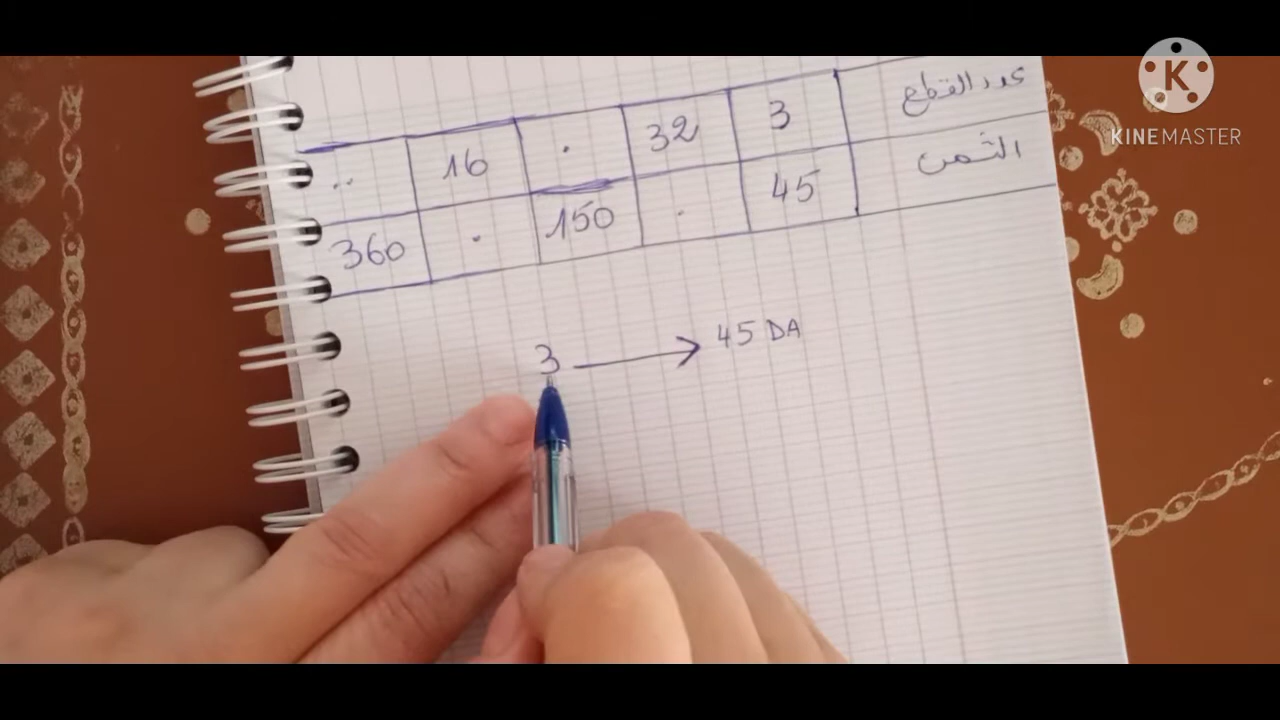 عدد القطع 3 32 . 16 ..
الثمن 45 . 150 . 360
3 → 45 DA
K
KINEMASTER